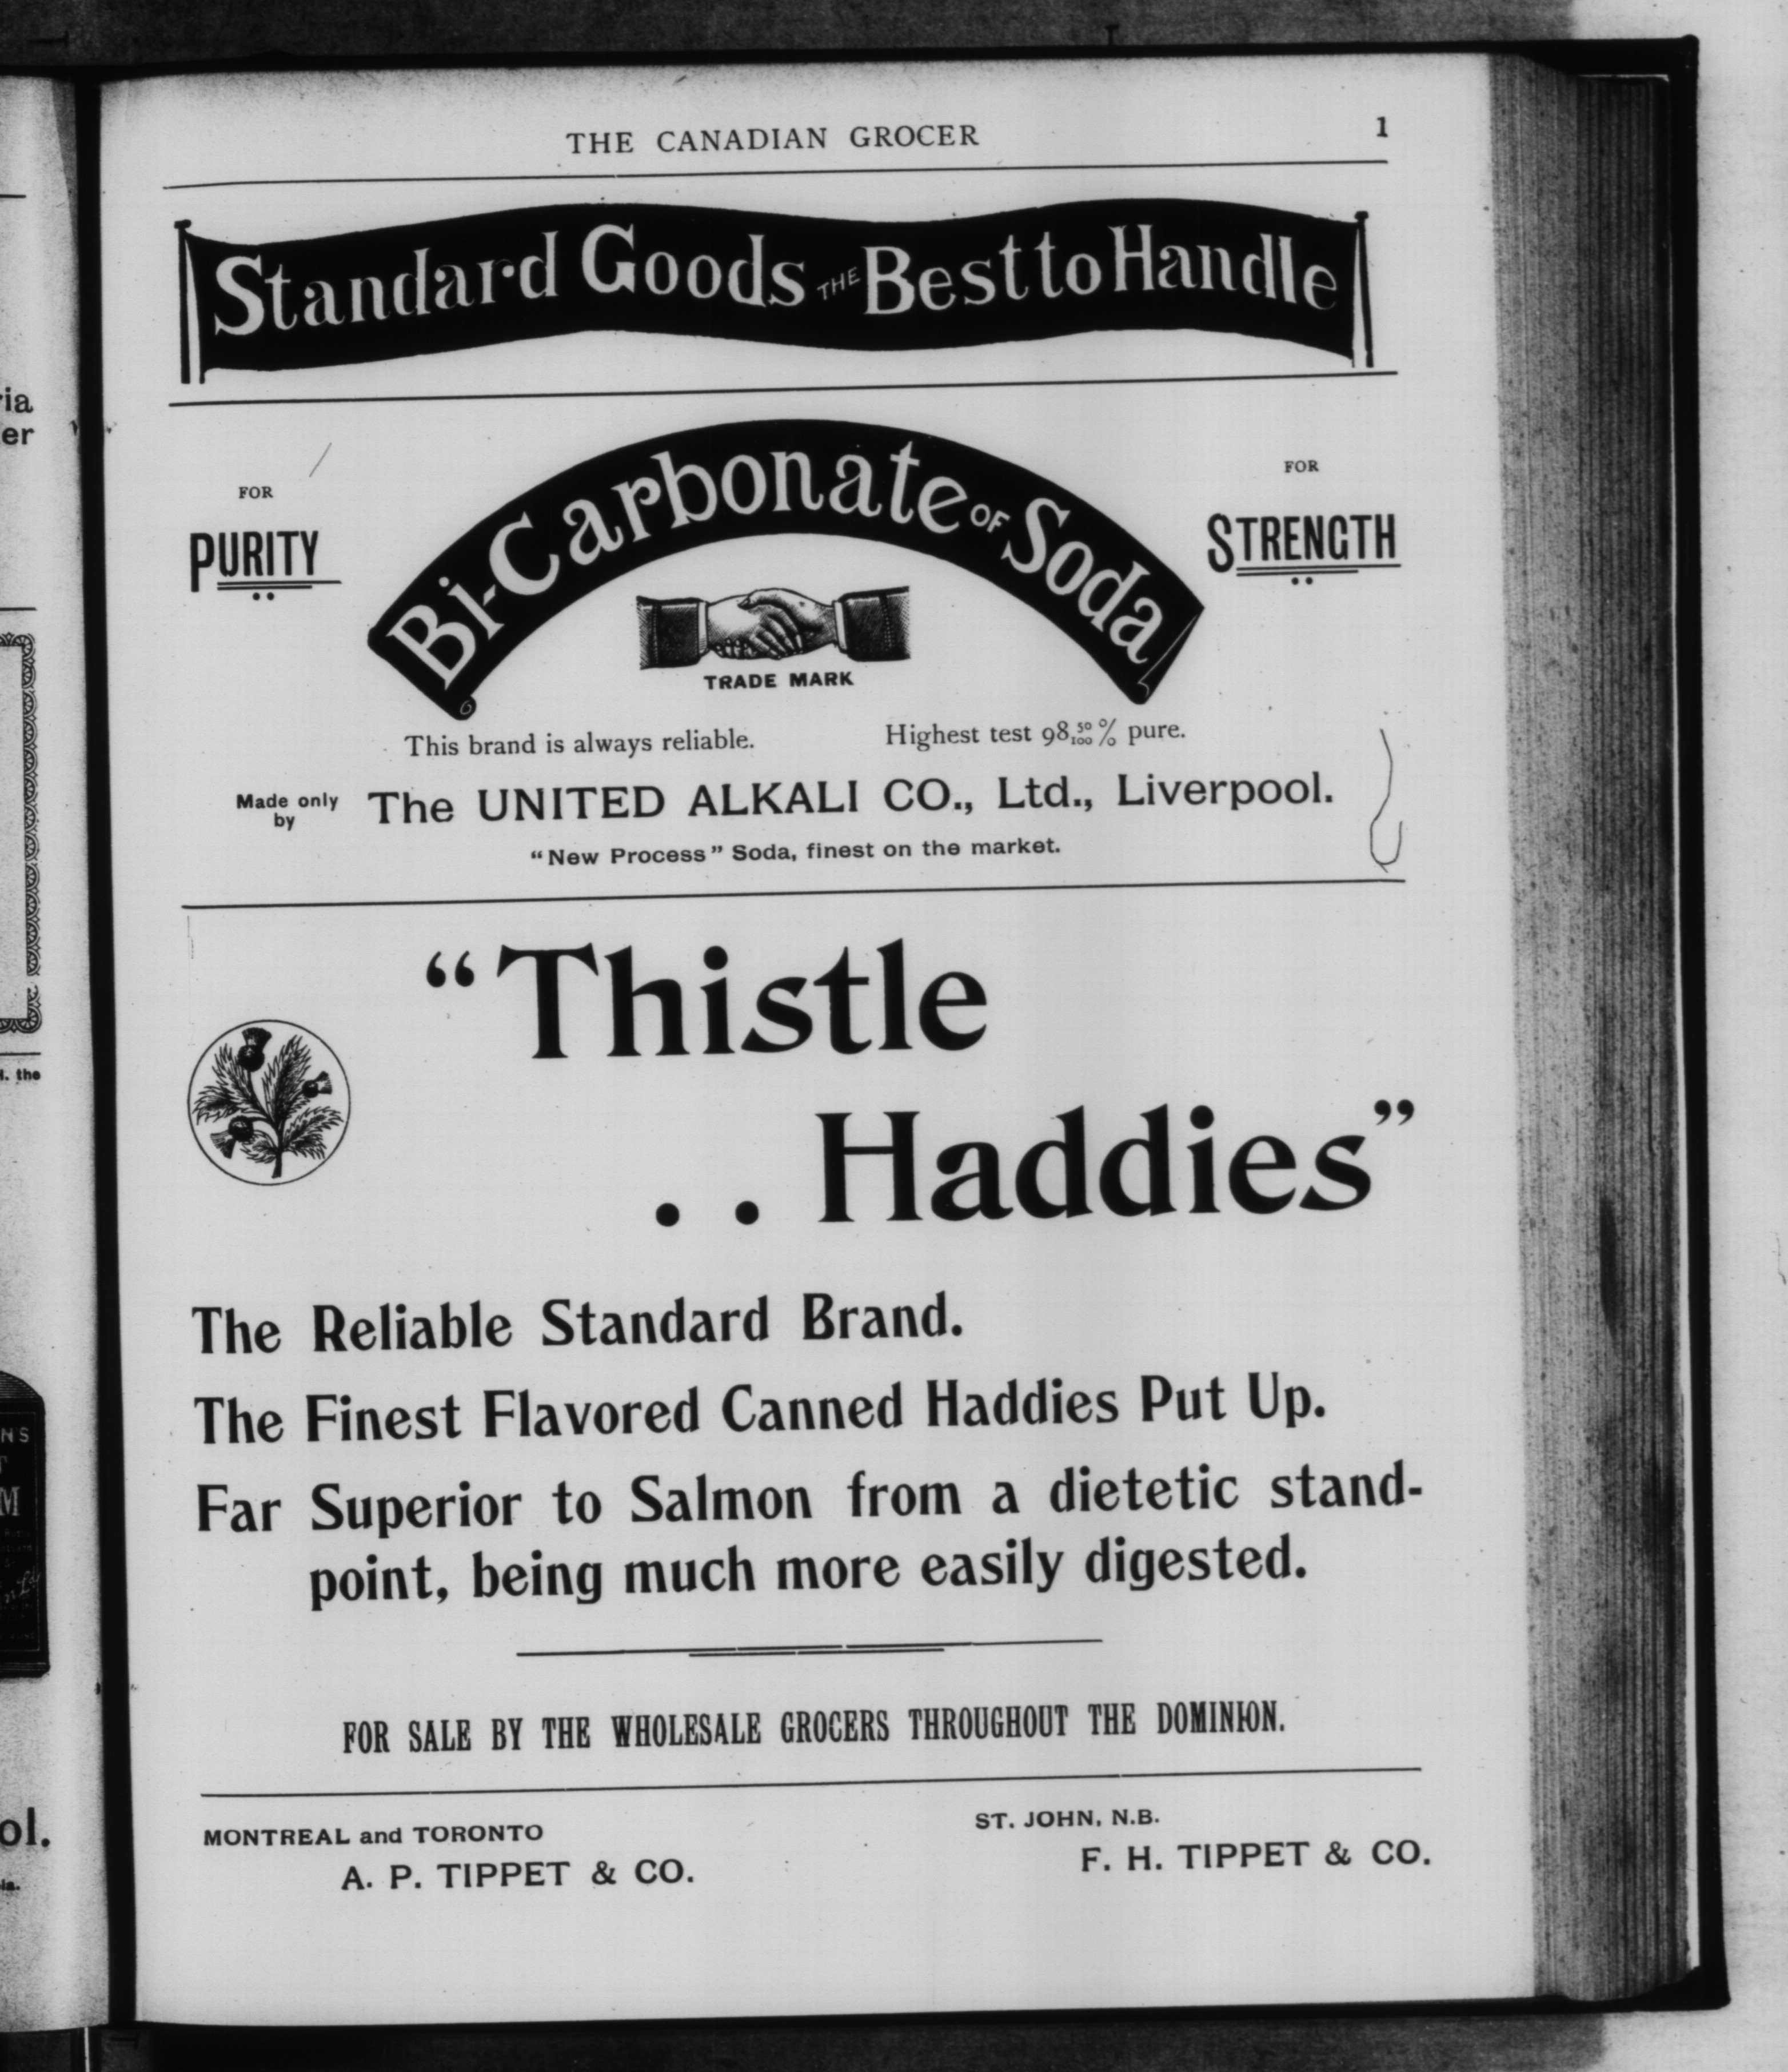 THE CANADIAN GROCER 1
Standard Goods THE Best to Handle
FOR
PURITY
Bi-Carbonate OF Soda
FOR
STRENGTH
TRADE MARK
This brand is always reliable. Highest test 98 50/100 % pure.
Made only
by
The UNITED ALKALI CO., Ltd., Liverpool.
"New Process" Soda, finest on the market.
"Thistle
. . Haddies"
The Reliable Standard Brand.
The Finest Flavored Canned Haddies Put Up.
Far Superior to Salmon from a dietetic stand-
point, being much more easily digested.
FOR SALE BY THE WHOLESALE GROCERS THROUGHOUT THE DOMINION.
MONTREAL and TORONTO
A. P. TIPPET & CO.
ST. JOHN, N.B.
F. H. TIPPET & CO.